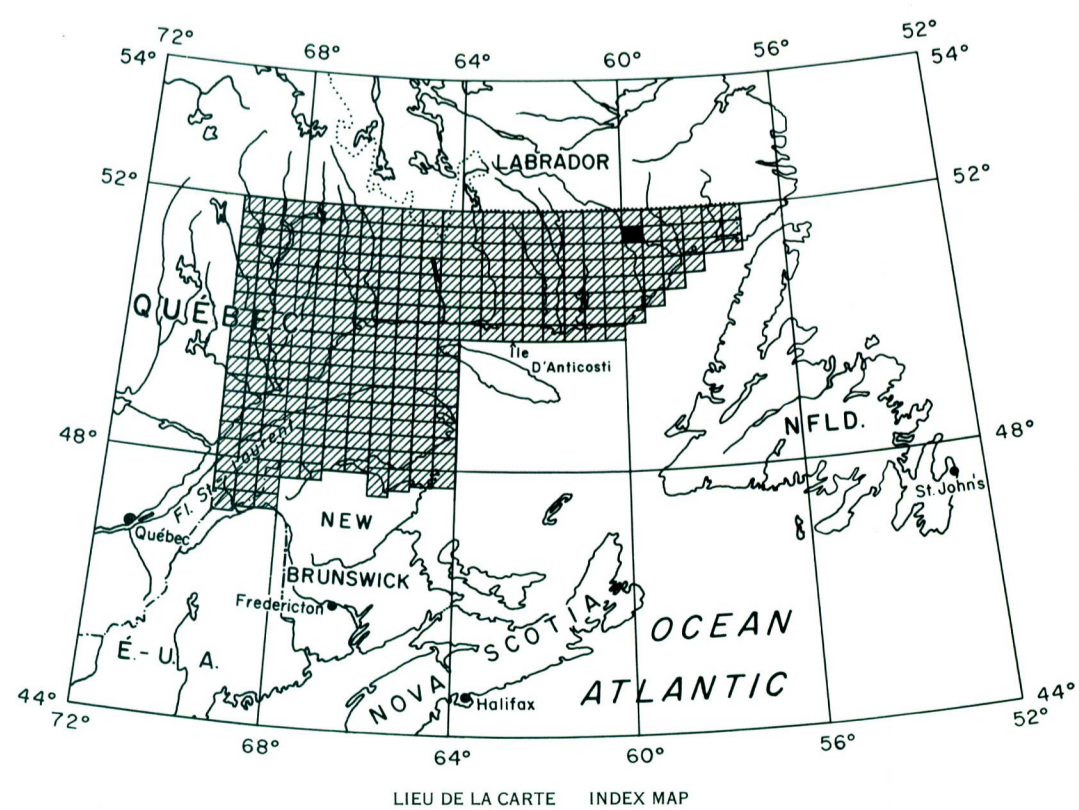 72° 68° 64° 60° 56° 52°
54° 54°
LABRADOR
52° 52°
QUÉBEC
Île
D'Anticosti
NFLD.
48° 48°
St. Laurent
Fl.
St. John's
Québec
NEW
BRUNSWICK
Fredericton
SCOTIA
OCEAN
É.-U. A.
NOVA
ATLANTIC
Halifax
44° 44°
72° 68° 64° 60° 56° 52°
LIEU DE LA CARTE INDEX MAP